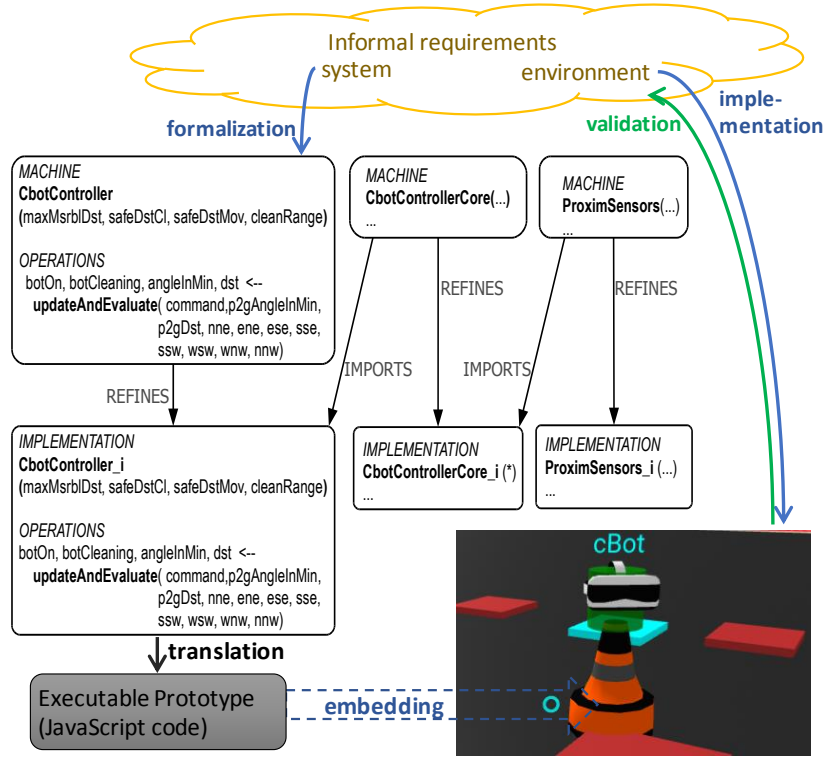 Informal requirements
system
environment
imple-
mentation
validation
formalization
MACHINE
CbotController
(maxMsrblDst, safeDstCl, safeDstMov, cleanRange)
OPERATIONS
botOn, botCleaning, angleInMin, dst <--
updateAndEvaluate( command,p2gAngleInMin,
p2gDst, nne, ene, ese, sse,
ssw, wsw, wnw, nnw)
MACHINE
CbotControllerCore(...)
...
MACHINE
ProximSensors(...)
...
REFINES
REFINES
REFINES
IMPORTS
IMPORTS
IMPLEMENTATION
CbotController_i
(maxMsrblDst, safeDstCl, safeDstMov, cleanRange)
OPERATIONS
botOn, botCleaning, angleInMin, dst <--
updateAndEvaluate( command,p2gAngleInMin,
p2gDst, nne, ene, ese, sse,
ssw, wsw, wnw, nnw)
IMPLEMENTATION
CbotControllerCore_i (*)
...
IMPLEMENTATION
ProximSensors_i (...)
...
cBot
translation
Executable Prototype
(JavaScript code)
embedding